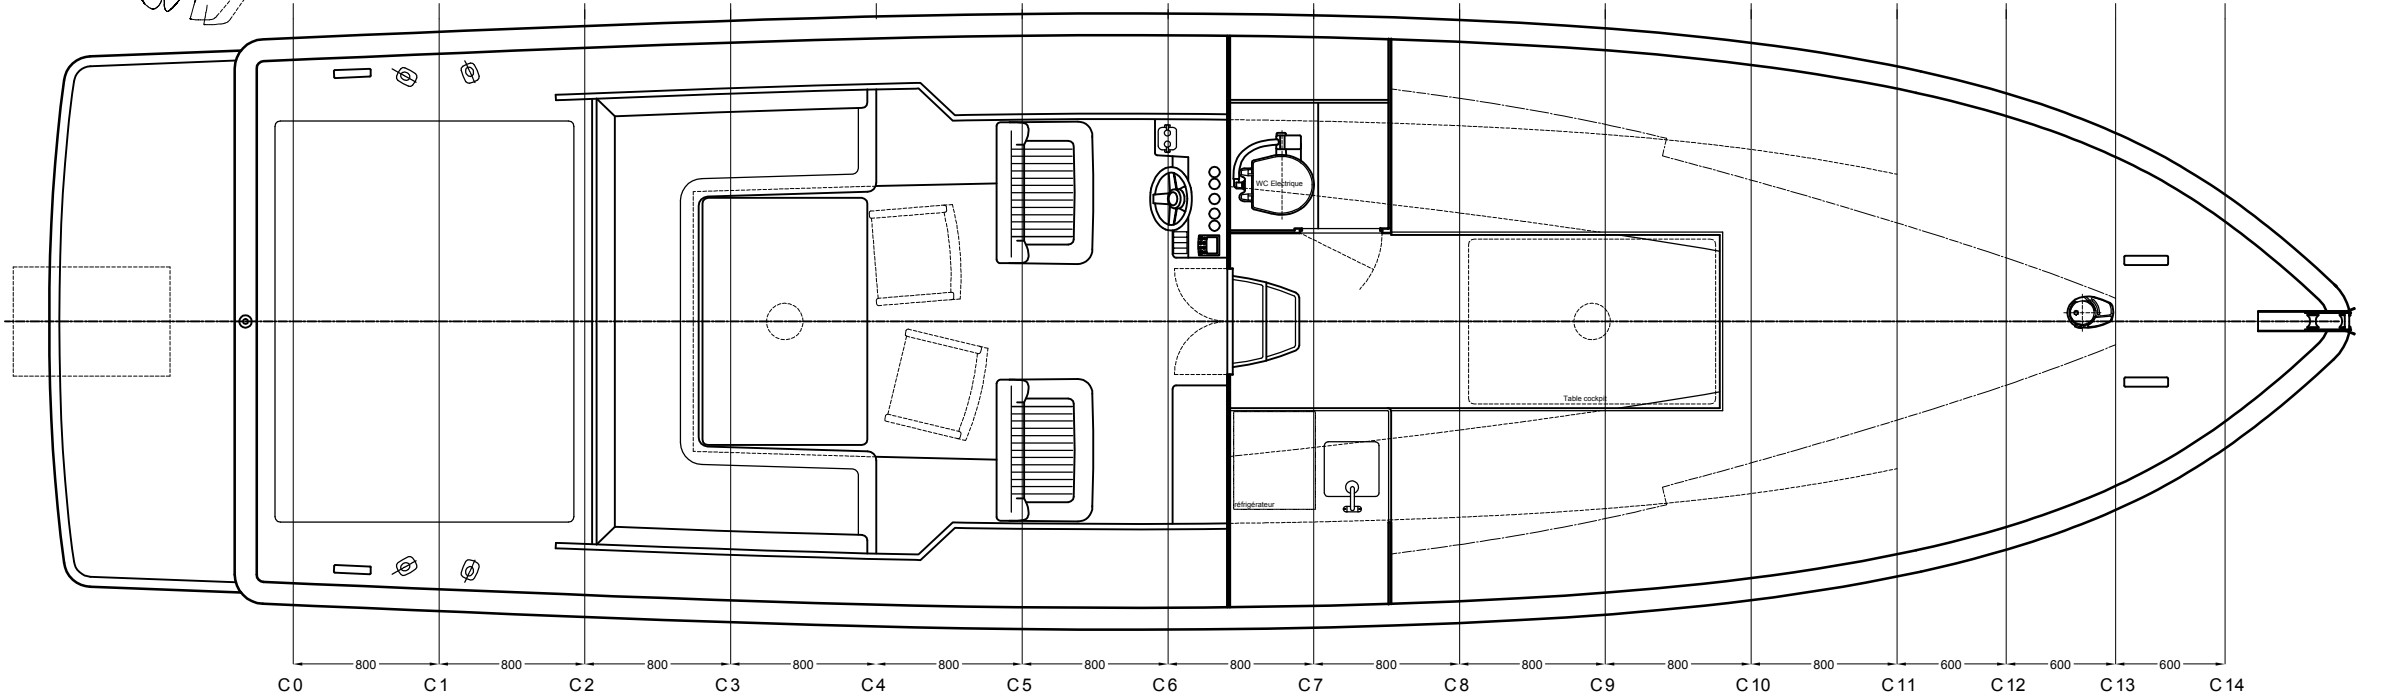 WC Electrique
Table cockpit
réfrigérateur
800 800 800 800 800 800 800 800 800 800 800 600 600 600
C0 C1 C2 C3 C4 C5 C6 C7 C8 C9 C10 C11 C12 C13 C14